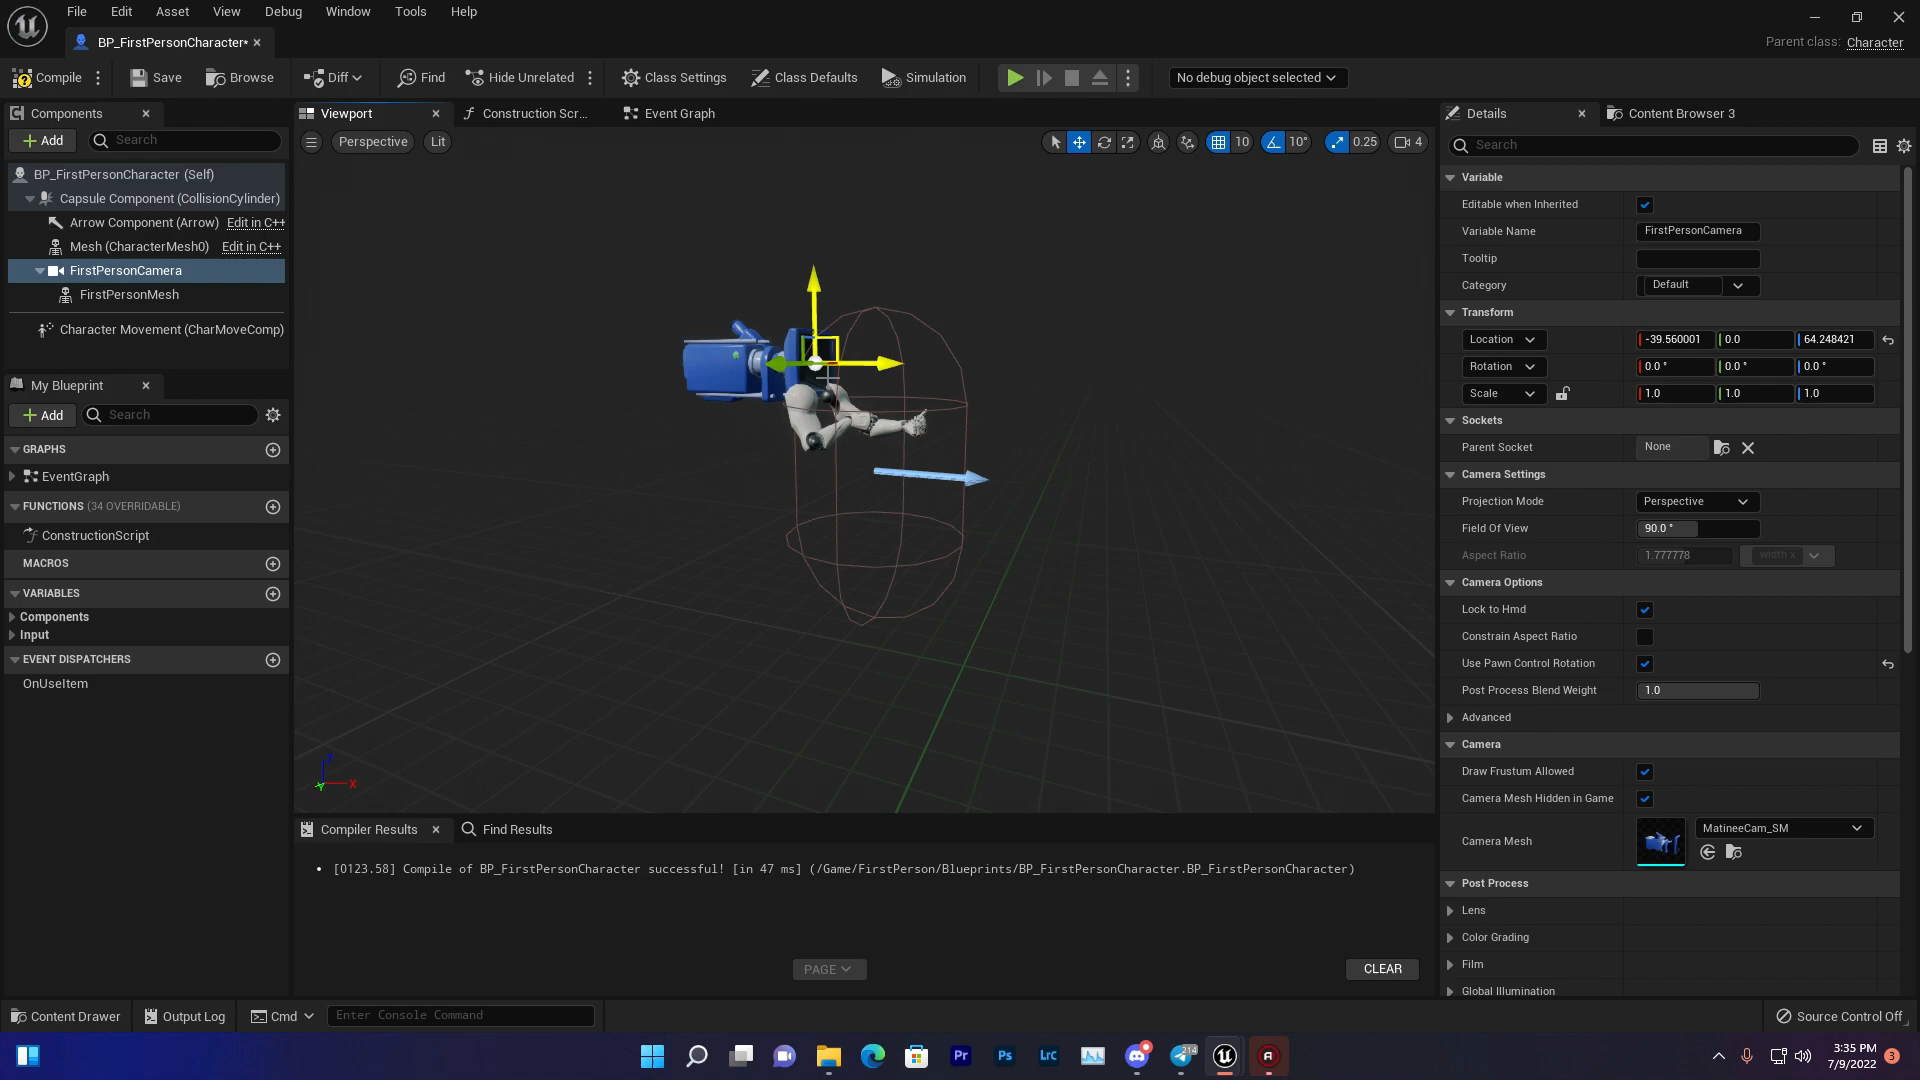 File Edit Asset View Debug Window Tools Help
BP_FirstPersonCharacter*
Parent class: Character
Compile Save Browse Diff Find Hide Unrelated Class Settings Class Defaults Simulation No debug object selected
Components
Add Search
BP_FirstPersonCharacter (Self)
Capsule Component (CollisionCylinder)
Arrow Component (Arrow) Edit in C++
Mesh (CharacterMesh0) Edit in C++
FirstPersonCamera
FirstPersonMesh
Character Movement (CharMoveComp)
My Blueprint
Add Search
GRAPHS
EventGraph
FUNCTIONS (34 OVERRIDABLE)
ConstructionScript
MACROS
VARIABLES
Components
Input
EVENT DISPATCHERS
OnUseItem
Viewport Construction Scr... Event Graph
Perspective Lit 10 10° 0.25 4
Z
X
Y
Compiler Results Find Results
[0123.58] Compile of BP_FirstPersonCharacter successful! [in 47 ms] (/Game/FirstPerson/Blueprints/BP_FirstPersonCharacter.BP_FirstPersonCharacter)
PAGE CLEAR
Details Content Browser 3
Search
Variable
Editable when Inherited
Variable Name FirstPersonCamera
Tooltip
Category Default
Transform
Location -39.560001 0.0 64.248421
Rotation 0.0 ° 0.0 ° 0.0 °
Scale 1.0 1.0 1.0
Sockets
Parent Socket None
Camera Settings
Projection Mode Perspective
Field Of View 90.0 °
Aspect Ratio 1.777778 width x
Camera Options
Lock to Hmd
Constrain Aspect Ratio
Use Pawn Control Rotation
Post Process Blend Weight 1.0
Advanced
Camera
Draw Frustum Allowed
Camera Mesh Hidden in Game
Camera Mesh MatineeCam_SM
Post Process
Lens
Color Grading
Film
Global Illumination
Content Drawer Output Log Cmd Enter Console Command Source Control Off
Pr Ps Lrc 214
3:35 PM
7/9/2022 3